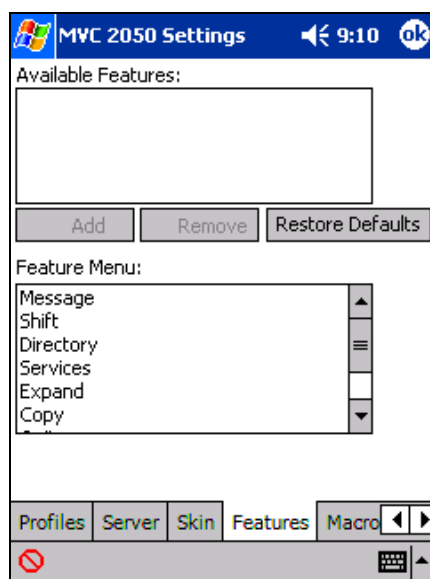 MVC 2050 Settings 9:10 ok
Available Features:
Add Remove Restore Defaults
Feature Menu:
Message
Shift
Directory
Services
Expand
Copy
Profiles Server Skin Features Macro